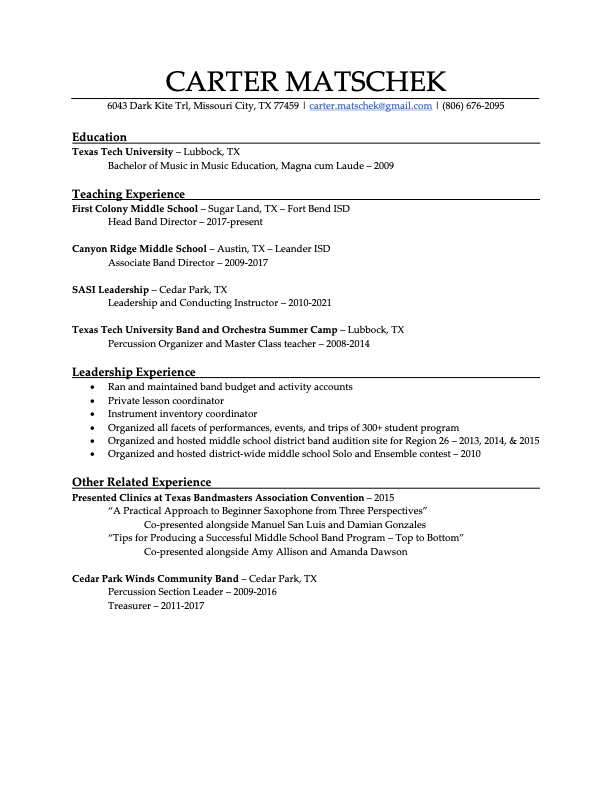 CARTER MATSCHEK
6043 Dark Kite Trl, Missouri City, TX 77459 | carter.matschek@gmail.com | (806) 676-2095
Education
Texas Tech University – Lubbock, TX
Bachelor of Music in Music Education, Magna cum Laude – 2009
Teaching Experience
First Colony Middle School – Sugar Land, TX – Fort Bend ISD
Head Band Director – 2017-present
Canyon Ridge Middle School – Austin, TX – Leander ISD
Associate Band Director – 2009-2017
SASI Leadership – Cedar Park, TX
Leadership and Conducting Instructor – 2010-2021
Texas Tech University Band and Orchestra Summer Camp – Lubbock, TX
Percussion Organizer and Master Class teacher – 2008-2014
Leadership Experience
• Ran and maintained band budget and activity accounts
• Private lesson coordinator
• Instrument inventory coordinator
• Organized all facets of performances, events, and trips of 300+ student program
• Organized and hosted middle school district band audition site for Region 26 – 2013, 2014, & 2015
• Organized and hosted district-wide middle school Solo and Ensemble contest – 2010
Other Related Experience
Presented Clinics at Texas Bandmasters Association Convention – 2015
“A Practical Approach to Beginner Saxophone from Three Perspectives”
Co-presented alongside Manuel San Luis and Damian Gonzales
“Tips for Producing a Successful Middle School Band Program – Top to Bottom”
Co-presented alongside Amy Allison and Amanda Dawson
Cedar Park Winds Community Band – Cedar Park, TX
Percussion Section Leader – 2009-2016
Treasurer – 2011-2017